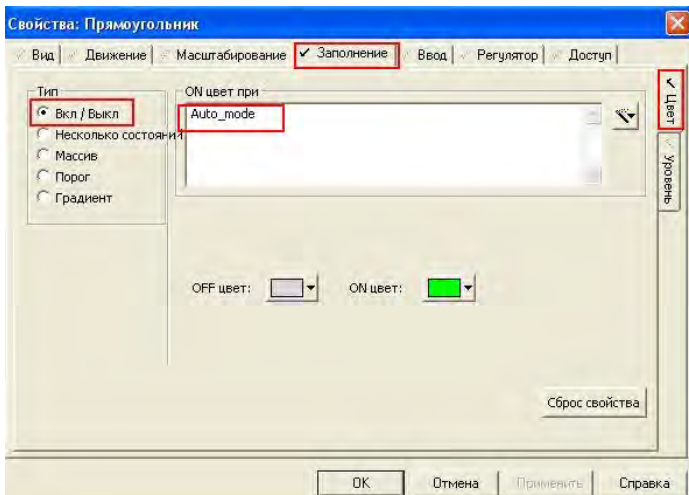 Свойства: Прямоугольник
Вид Движение Масштабирование Заполнение Ввод Регулятор Доступ
Тип
Вкл / Выкл
Несколько состояний
Массив
Порог
Градиент
ON цвет при
Auto_mode
Цвет
Уровень
OFF цвет:
ON цвет:
Сброс свойства
OK Отмена Применить Справка